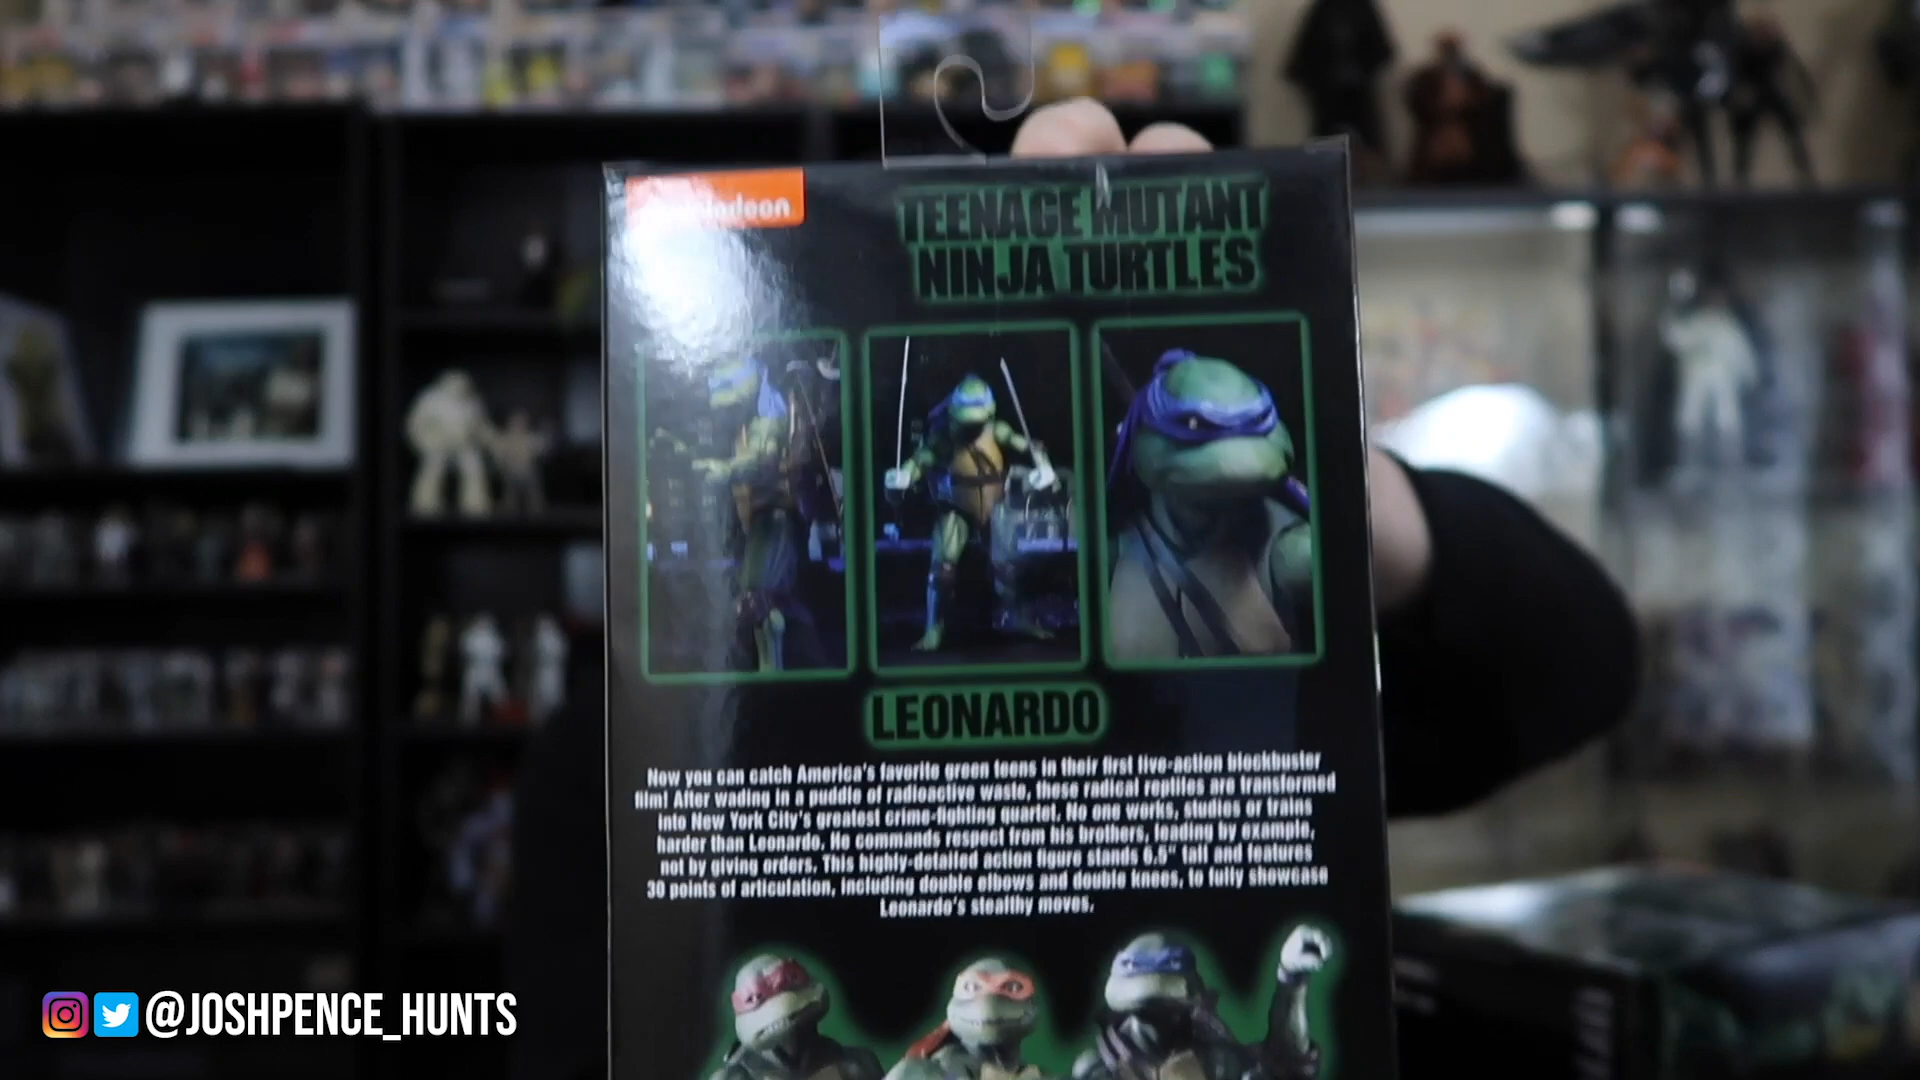 nickelodeon
TEENAGE MUTANT
NINJA TURTLES
LEONARDO
Now you can catch America's favorite green teens in their first live-action blockbuster
film! After wading in a puddle of radioactive waste, these radical reptiles are transformed
into New York City's greatest crime-fighting quartet. No one works, studies or trains
harder than Leonardo. He commands respect from his brothers, leading by example,
not by giving orders. This highly-detailed action figure stands 6.5" tall and features
30 points of articulation, including double elbows and double knees, to fully showcase
Leonardo's stealthy moves.
@JOSHPENCE_HUNTS